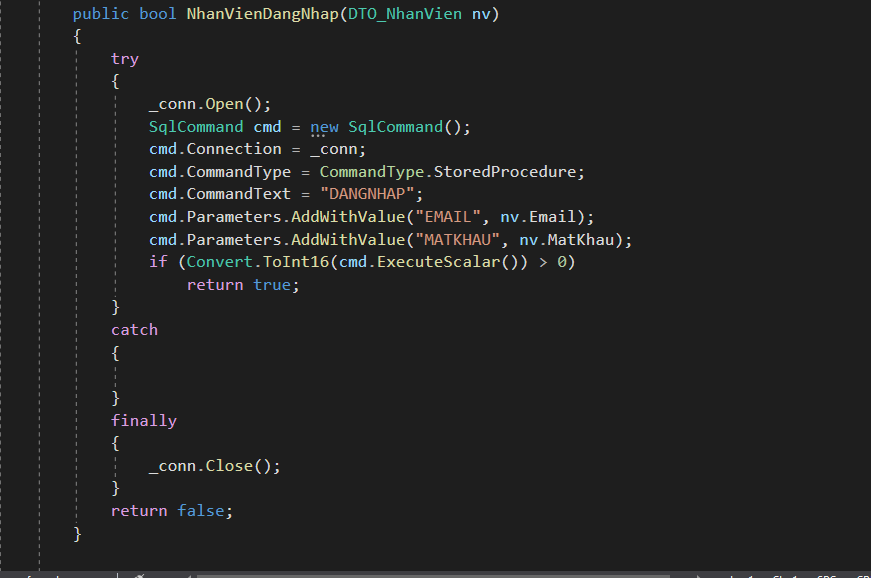 public bool NhanVienDangNhap(DTO_NhanVien nv)
{
try
{
_conn.Open();
SqlCommand cmd = new SqlCommand();
cmd.Connection = _conn;
cmd.CommandType = CommandType.StoredProcedure;
cmd.CommandText = "DANGNHAP";
cmd.Parameters.AddWithValue("EMAIL", nv.Email);
cmd.Parameters.AddWithValue("MATKHAU", nv.MatKhau);
if (Convert.ToInt16(cmd.ExecuteScalar()) > 0)
return true;
}
catch
{
}
finally
{
_conn.Close();
}
return false;
}